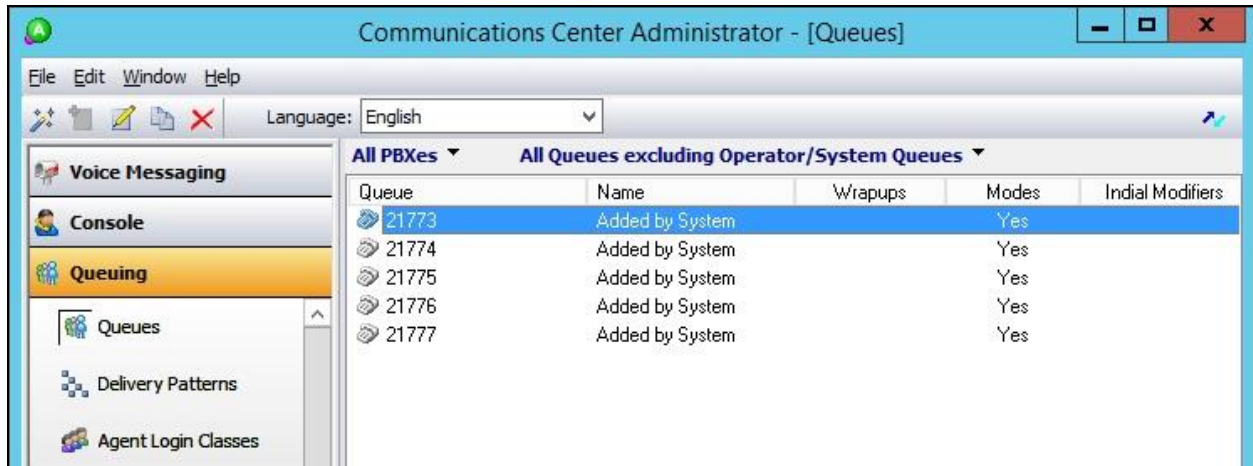 Communications Center Administrator - [Queues]
File Edit Window Help
Language: English
All PBXes All Queues excluding Operator/System Queues
Voice Messaging
Console
Queuing
Queues
Delivery Patterns
Agent Login Classes
Queue Name Wrapups Modes Indial Modifiers
21773 Added by System Yes
21774 Added by System Yes
21775 Added by System Yes
21776 Added by System Yes
21777 Added by System Yes